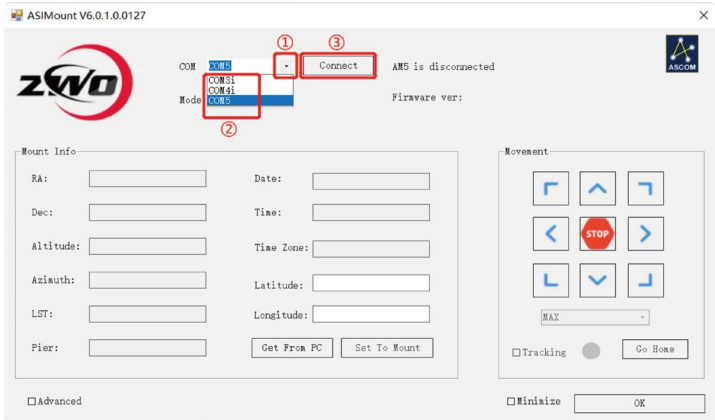 ASIMount V6.0.1.0.0127
① ③
COM COM5 Connect AM5 is disconnected
COM3i
COM4i
Mode COM5 Firmware ver:
②
ZWO
ASCOM
Mount Info
RA: Date:
Dec: Time:
Altitude: Time Zone:
Azimuth: Latitude:
LST: Longitude:
Pier: Get From PC Set To Mount
Movement
STOP
MAX
Tracking Go Home
Advanced Minimize OK